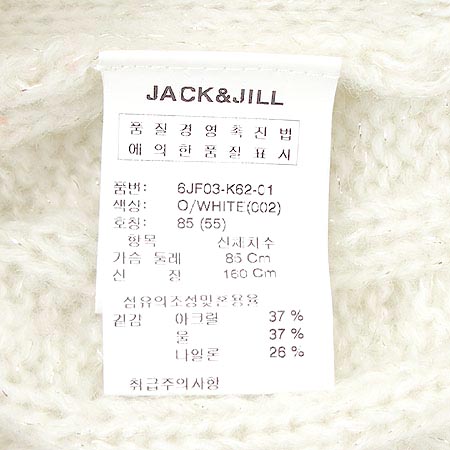 JACK&JILL
품질경영촉진법
에의한품질표시
품번: 6JF03-K62-01
색상: O/WHITE(002)
호칭: 85 (55)
항목 신체치수
가슴 둘레 85 Cm
신 장 160 Cm
섬유의조성및혼용율
겉감 아크릴 37 %
울 37 %
나일론 26 %
취급주의사항